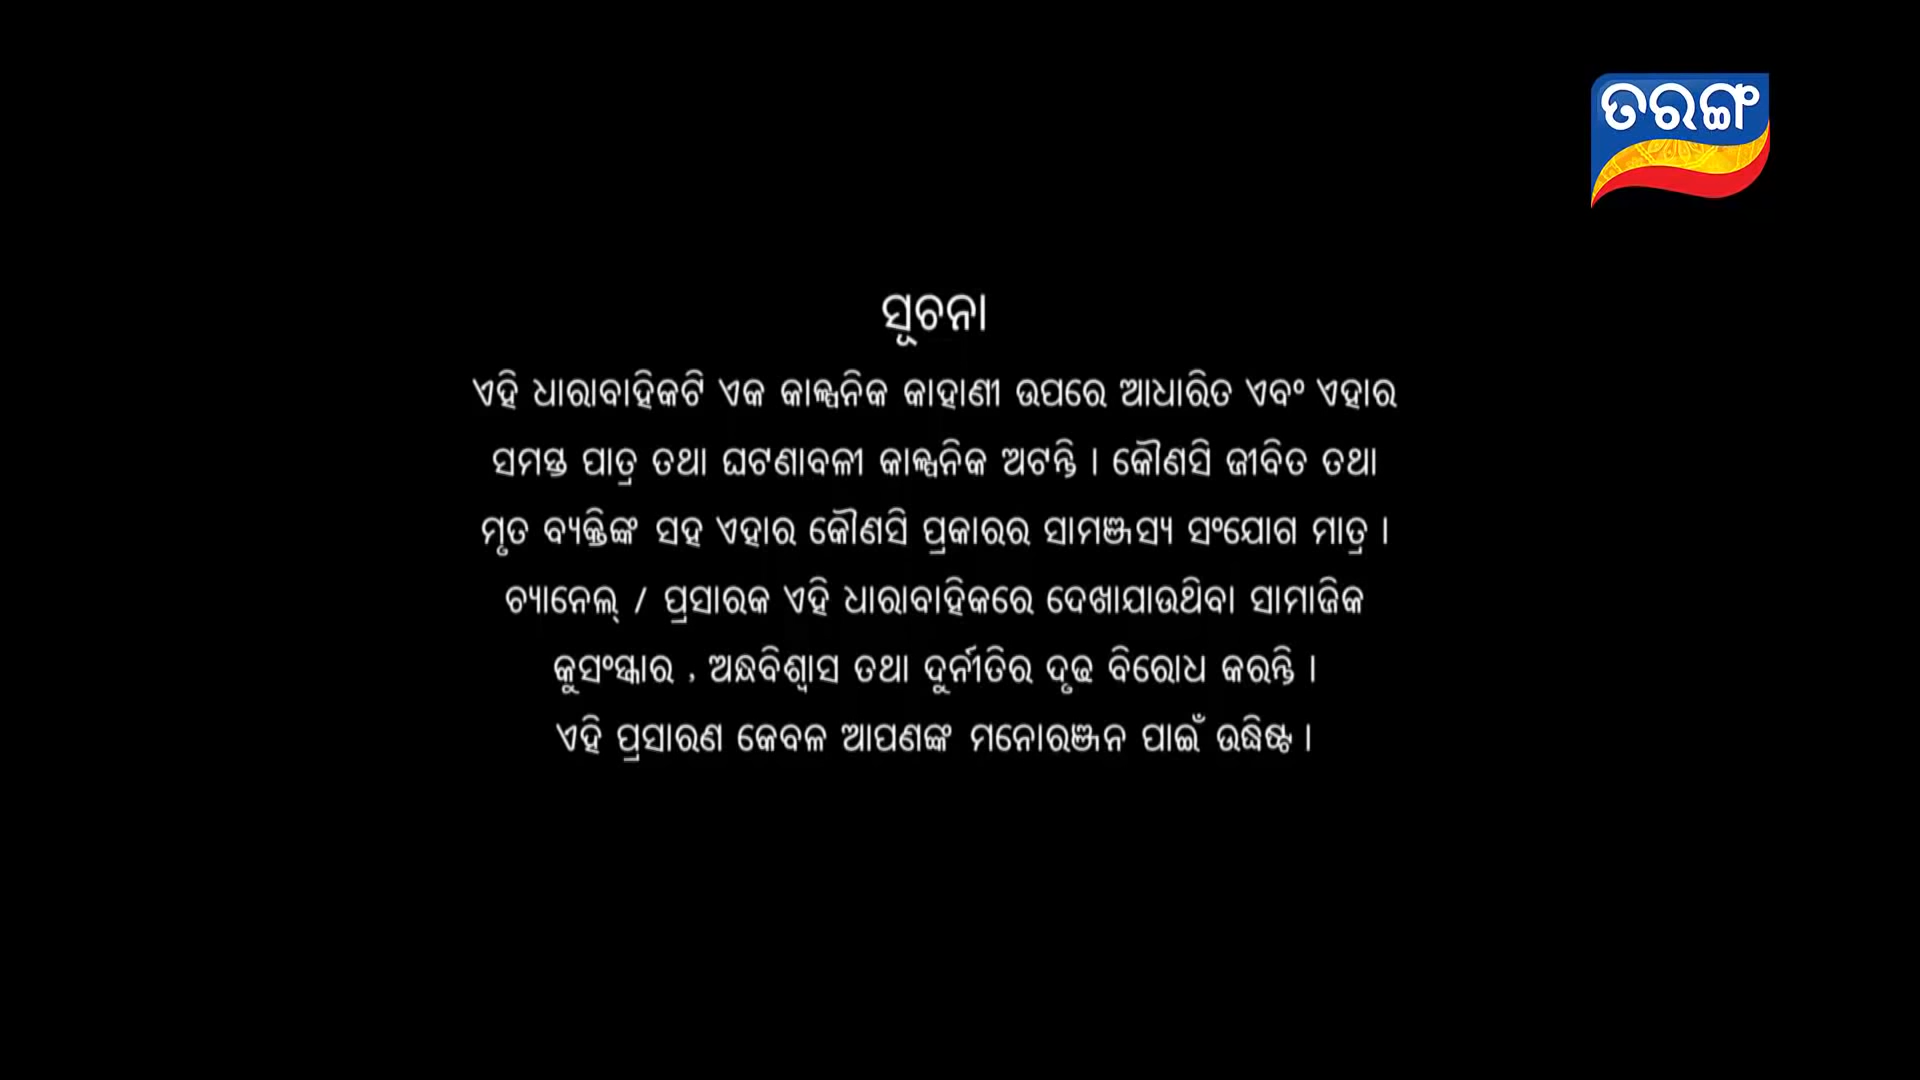 ତରଙ୍ଗ
ସୂଚନା
ଏହି ଧାରାବାହିକଟି ଏକ କାଳ୍ପନିକ କାହାଣୀ ଉପରେ ଆଧାରିତ ଏବଂ ଏହାର
ସମସ୍ତ ପାତ୍ର ତଥା ଘଟଣାବଳୀ କାଳ୍ପନିକ ଅଟନ୍ତି । କୌଣସି ଜୀବିତ ତଥା
ମୃତ ବ୍ୟକ୍ତିଙ୍କ ସହ ଏହାର କୌଣସି ପ୍ରକାରର ସାମଞ୍ଜସ୍ୟ ସଂଯୋଗ ମାତ୍ର ।
ଚ୍ୟାନେଲ୍ / ପ୍ରସାରକ ଏହି ଧାରାବାହିକରେ ଦେଖାଯାଉଥିବା ସାମାଜିକ
କୁସଂସ୍କାର , ଅନ୍ଧବିଶ୍ୱାସ ତଥା ଦୁର୍ନୀତିର ଦୃଢ ବିରୋଧ କରନ୍ତି ।
ଏହି ପ୍ରସାରଣ କେବଳ ଆପଣଙ୍କ ମନୋରଞ୍ଜନ ପାଇଁ ଉଦ୍ଧିଷ୍ଟ ।